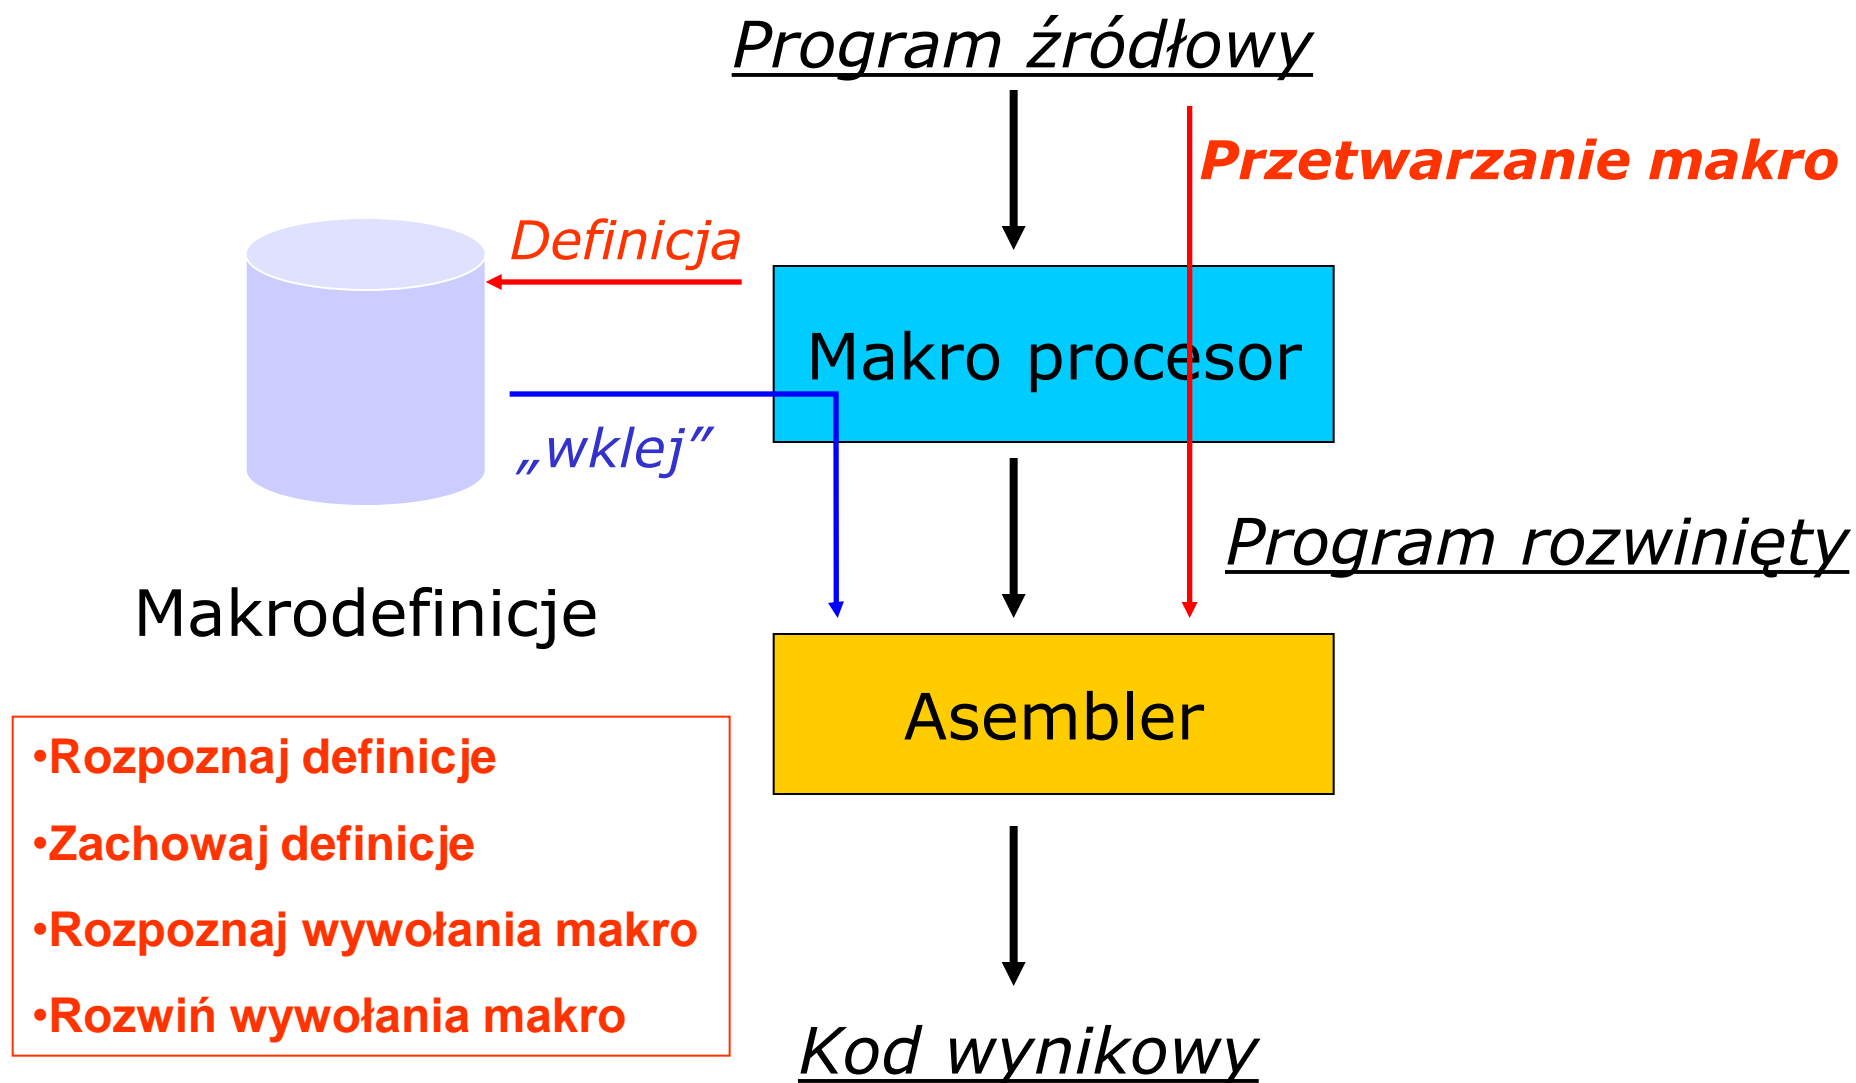 Program źródłowy
Przetwarzanie makro
Definicja
Makro procesor
„wklej”
Program rozwinięty
Makrodefinicje
Asembler
•Rozpoznaj definicje
•Zachowaj definicje
•Rozpoznaj wywołania makro
•Rozwiń wywołania makro
Kod wynikowy